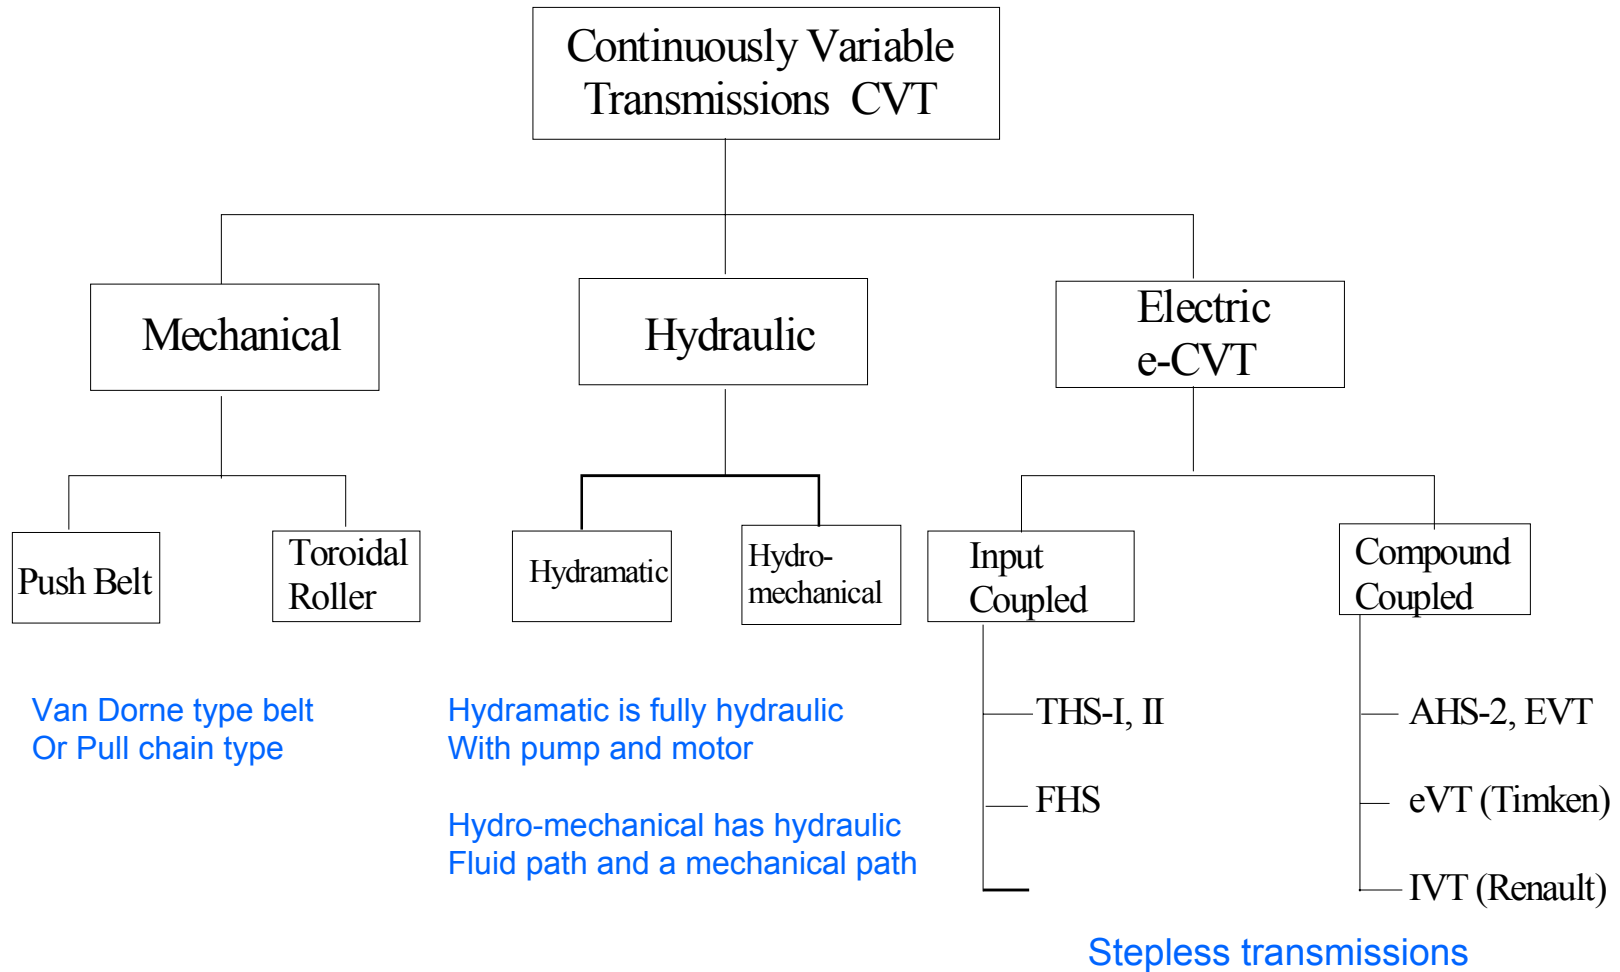 Continuously Variable
Transmissions CVT
Mechanical
Hydraulic
Electric
e-CVT
Push Belt
Toroidal
Roller
Hydramatic
Hydro-
mechanical
Input
Coupled
Compound
Coupled
Van Dorne type belt
Or Pull chain type
Hydramatic is fully hydraulic
With pump and motor
Hydro-mechanical has hydraulic
Fluid path and a mechanical path
THS-I, II
FHS
AHS-2, EVT
eVT (Timken)
IVT (Renault)
Stepless transmissions